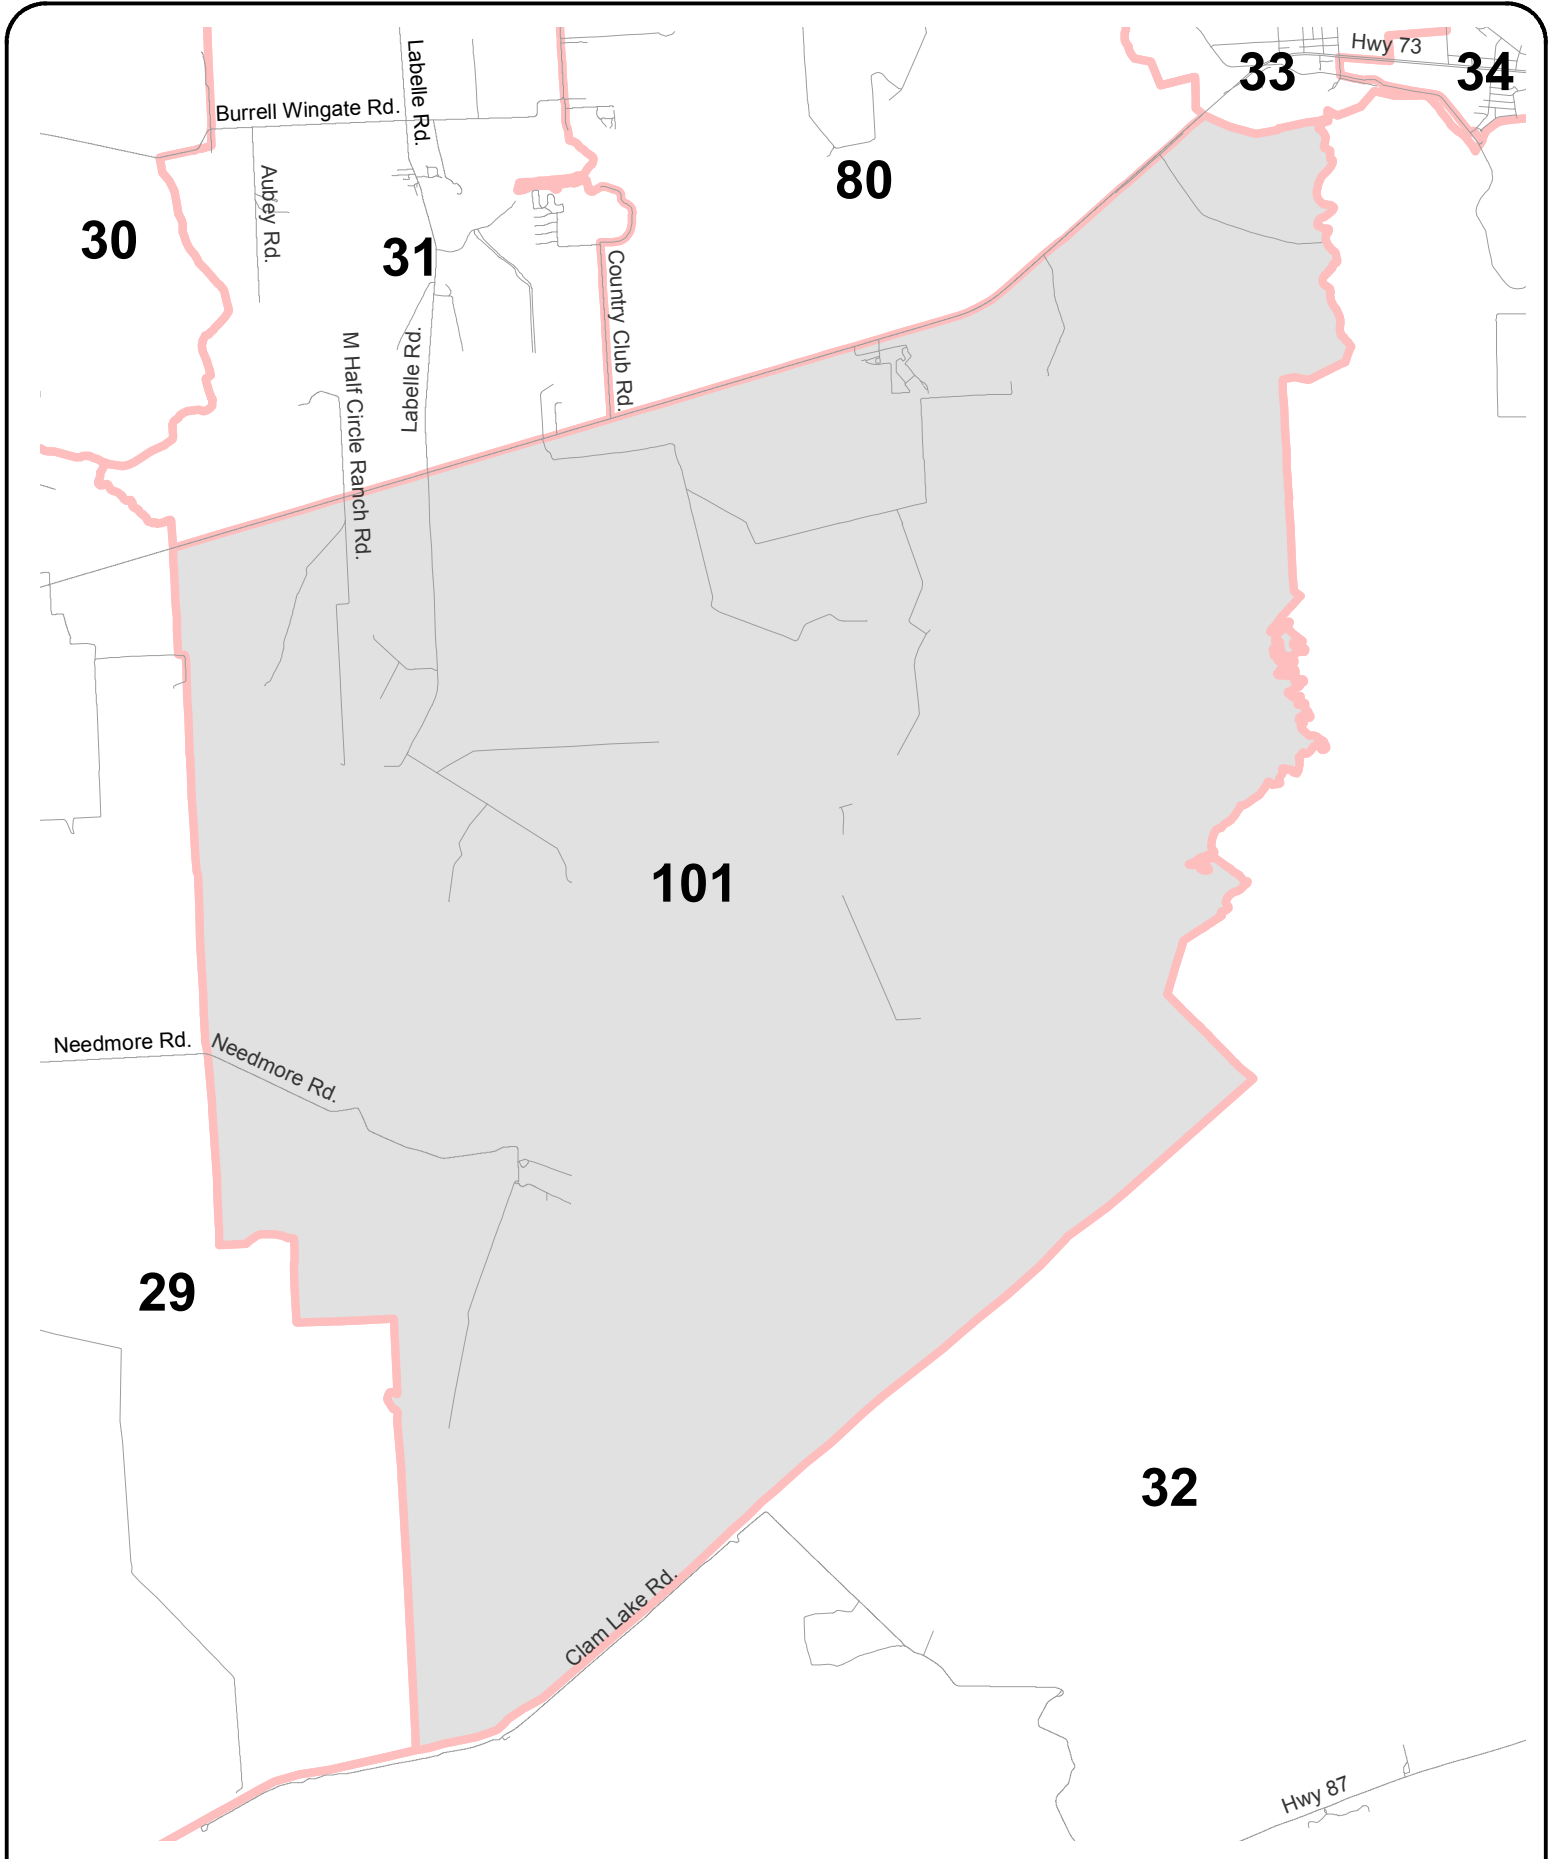 Hwy 73
33
34
Labelle Rd.
Burrell Wingate Rd.
80
Aubey Rd.
30
31
Country Club Rd.
M Half Circle Ranch Rd.
Labelle Rd.
101
Needmore Rd.
Needmore Rd.
29
32
Clam Lake Rd.
Hwy 87